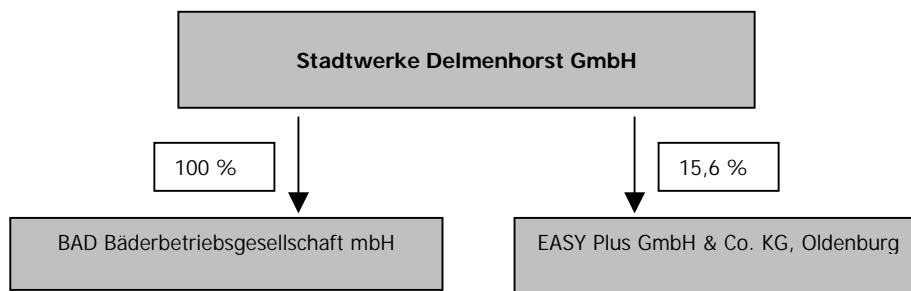 Stadtwerke Delmenhorst GmbH
100 %
15,6 %
BAD Bäderbetriebsgesellschaft mbH
EASY Plus GmbH & Co. KG, Oldenburg